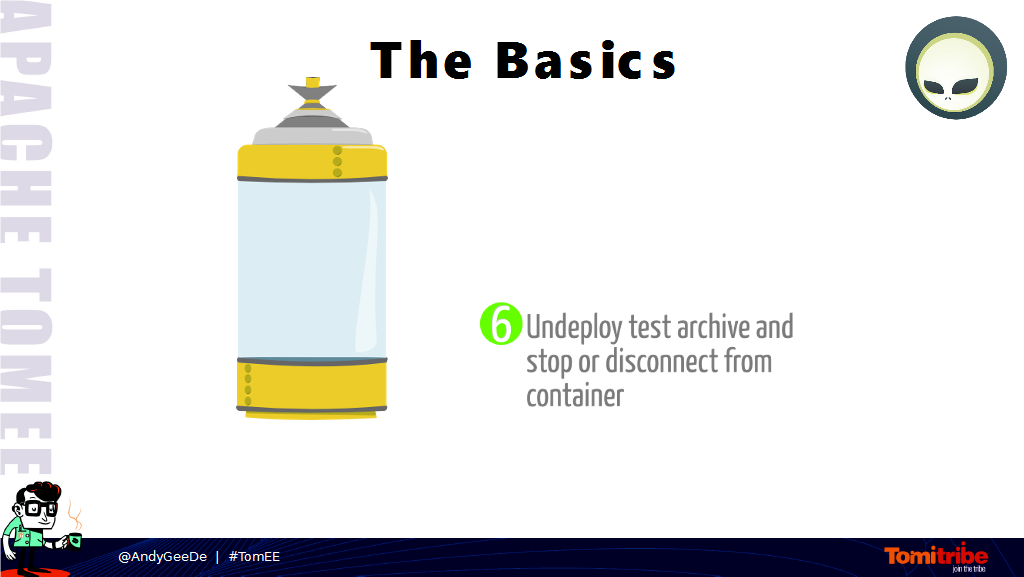 The Basics
APACHE TOMEE
6 Undeploy test archive and
stop or disconnect from
container
@AndyGeeDe | #TomEE
Tomitribe
join the tribe